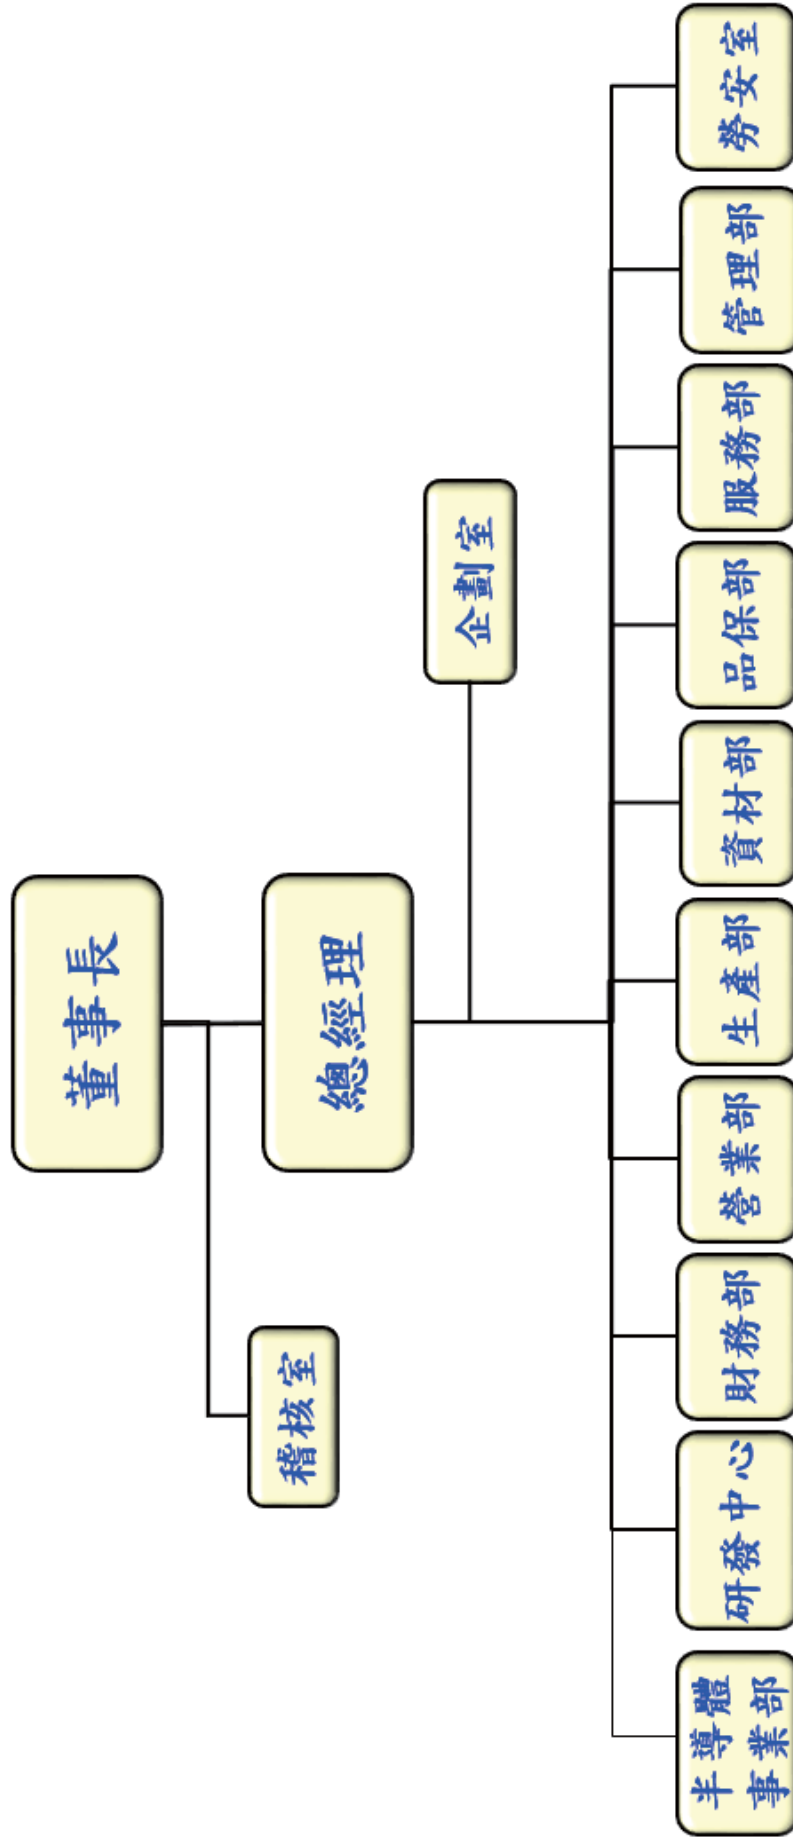 董事長
總經理
稽核室
企劃室
半導體
事業部
研發中心
財務部
營業部
生產部
資材部
品保部
服務部
管理部
勞安室